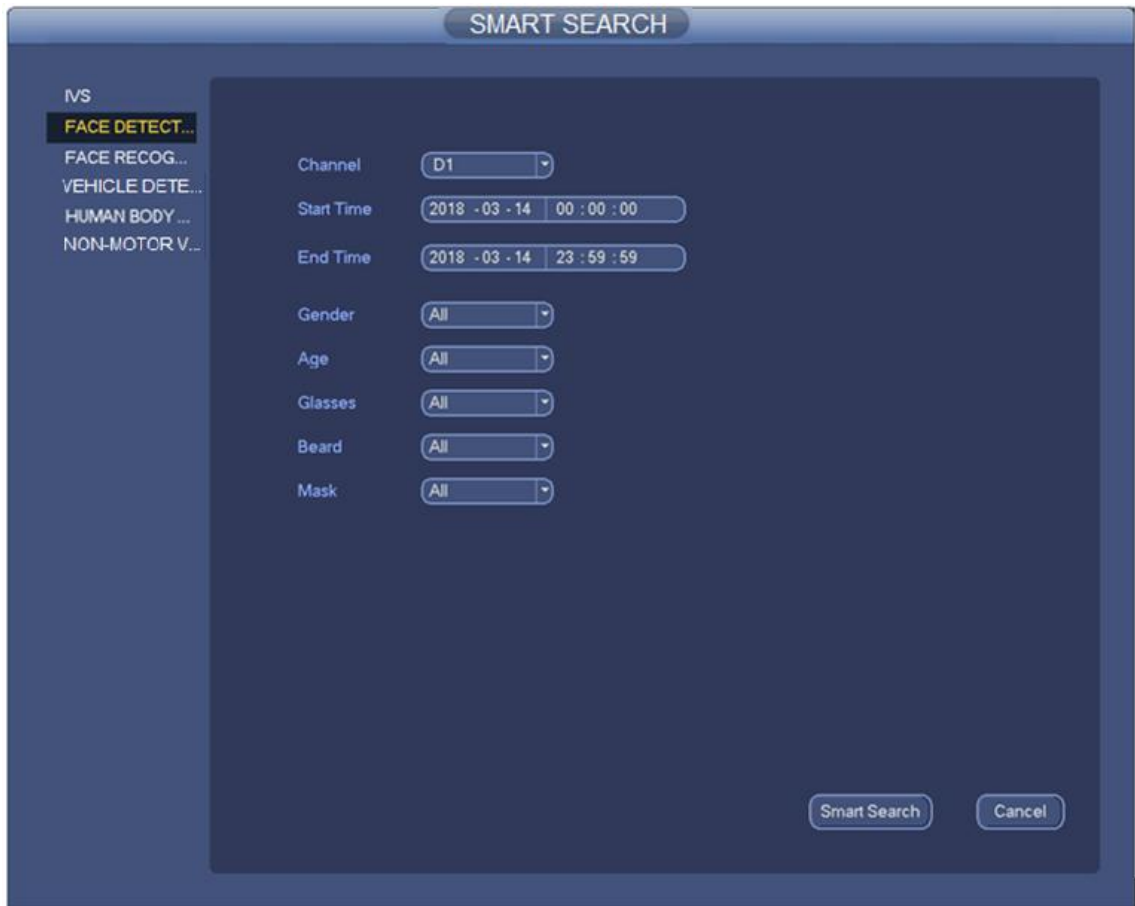 SMART SEARCH
IVS
FACE DETECT...
FACE RECOG...
VEHICLE DETE...
HUMAN BODY ...
NON-MOTOR V...
Channel D1
Start Time 2018 - 03 - 14 00 : 00 : 00
End Time 2018 - 03 - 14 23 : 59 : 59
Gender All
Age All
Glasses All
Beard All
Mask All
Smart Search Cancel